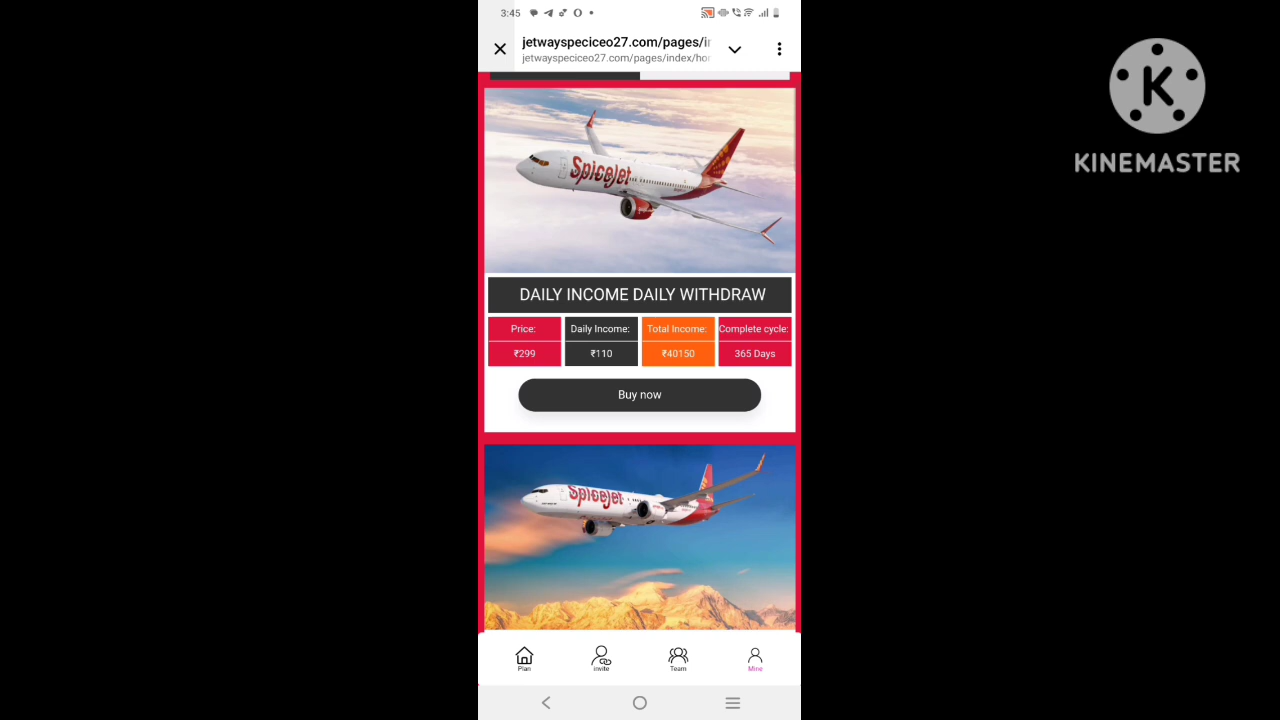 3:45
jetwayspeciceo27.com/pages/i
jetwayspeciceo27.com/pages/index/ho
K
KINEMASTER
SpiceJet
DAILY INCOME DAILY WITHDRAW
Price: Daily Income: Total Income: Complete cycle:
₹299 ₹110 ₹40150 365 Days
Buy now
SpiceJet
Plan invite Team Mine